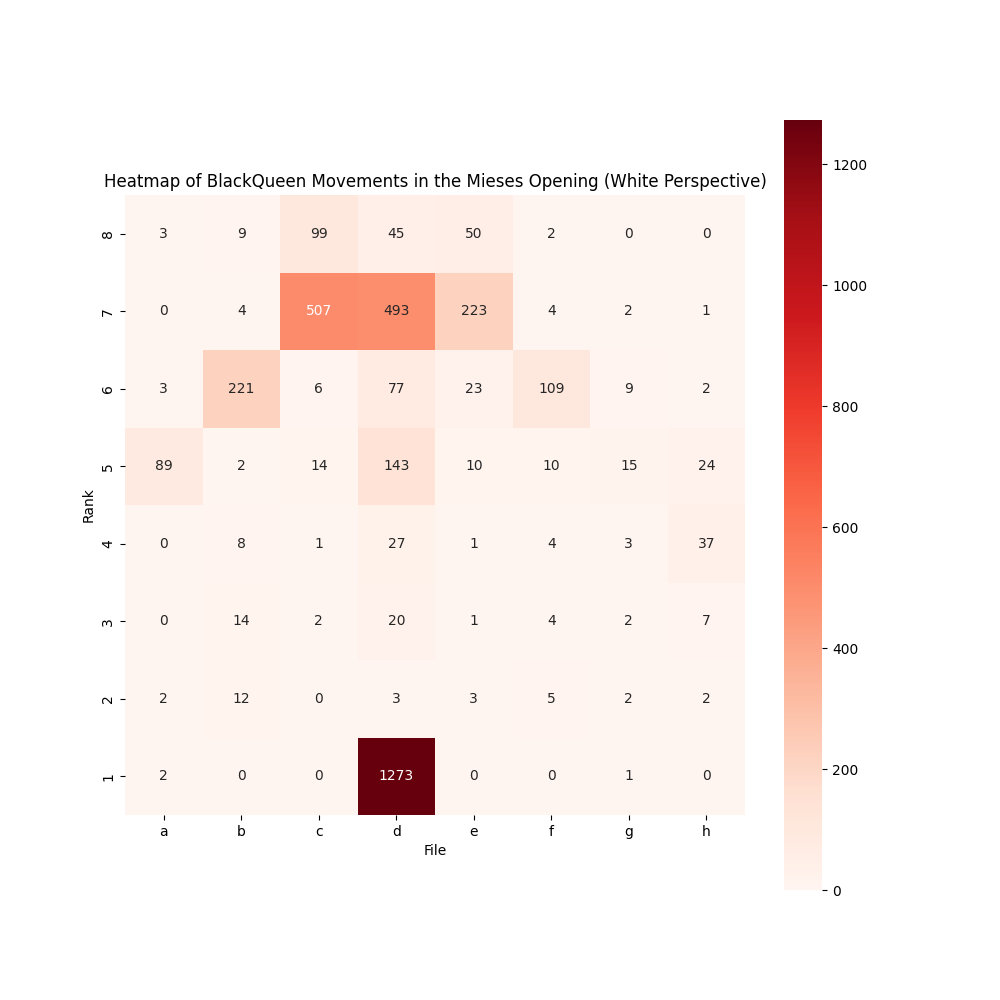 Heatmap of BlackQueen Movements in the Mieses Opening (White Perspective)
8 3 9 99 45 50 2 0 0
7 0 4 507 493 223 4 2 1
6 3 221 6 77 23 109 9 2
5 89 2 14 143 10 10 15 24
4 0 8 1 27 1 4 3 37
3 0 14 2 20 1 4 2 7
2 2 12 0 3 3 5 2 2
1 2 0 0 1273 0 0 1 0
a b c d e f g h
File
Rank
1200
1000
800
600
400
200
0